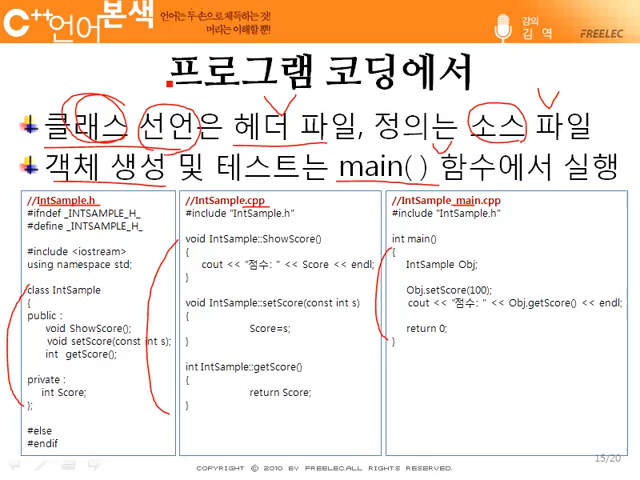 C++언어본색
언어는 두 손으로 체득하는 것!
머리는 이해할 뿐!
강의
김 역
FREELEC
프로그램 코딩에서
클래스 선언은 헤더 파일, 정의는 소스 파일
객체 생성 및 테스트는 main( ) 함수에서 실행
//IntSample.h
#ifndef _INTSAMPLE_H_
#define _INTSAMPLE_H_
#include <iostream>
using namespace std;
class IntSample
{
public :
void ShowScore();
void setScore(const int s);
int getScore();
private :
int Score;
};
#else
#endif
//IntSample.cpp
#include "IntSample.h"
void IntSample::ShowScore()
{
cout << "점수: " << Score << endl;
}
void IntSample::setScore(const int s)
{
Score=s;
}
int IntSample::getScore()
{
return Score;
}
//IntSample_main.cpp
#include "IntSample.h"
int main()
{
IntSample Obj;
Obj.setScore(100);
cout << "점수: " << Obj.getScore() << endl;
return 0;
}
15/20
COPYRIGHT © 2010 BY FREELEC.ALL RIGHTS RESERVED.